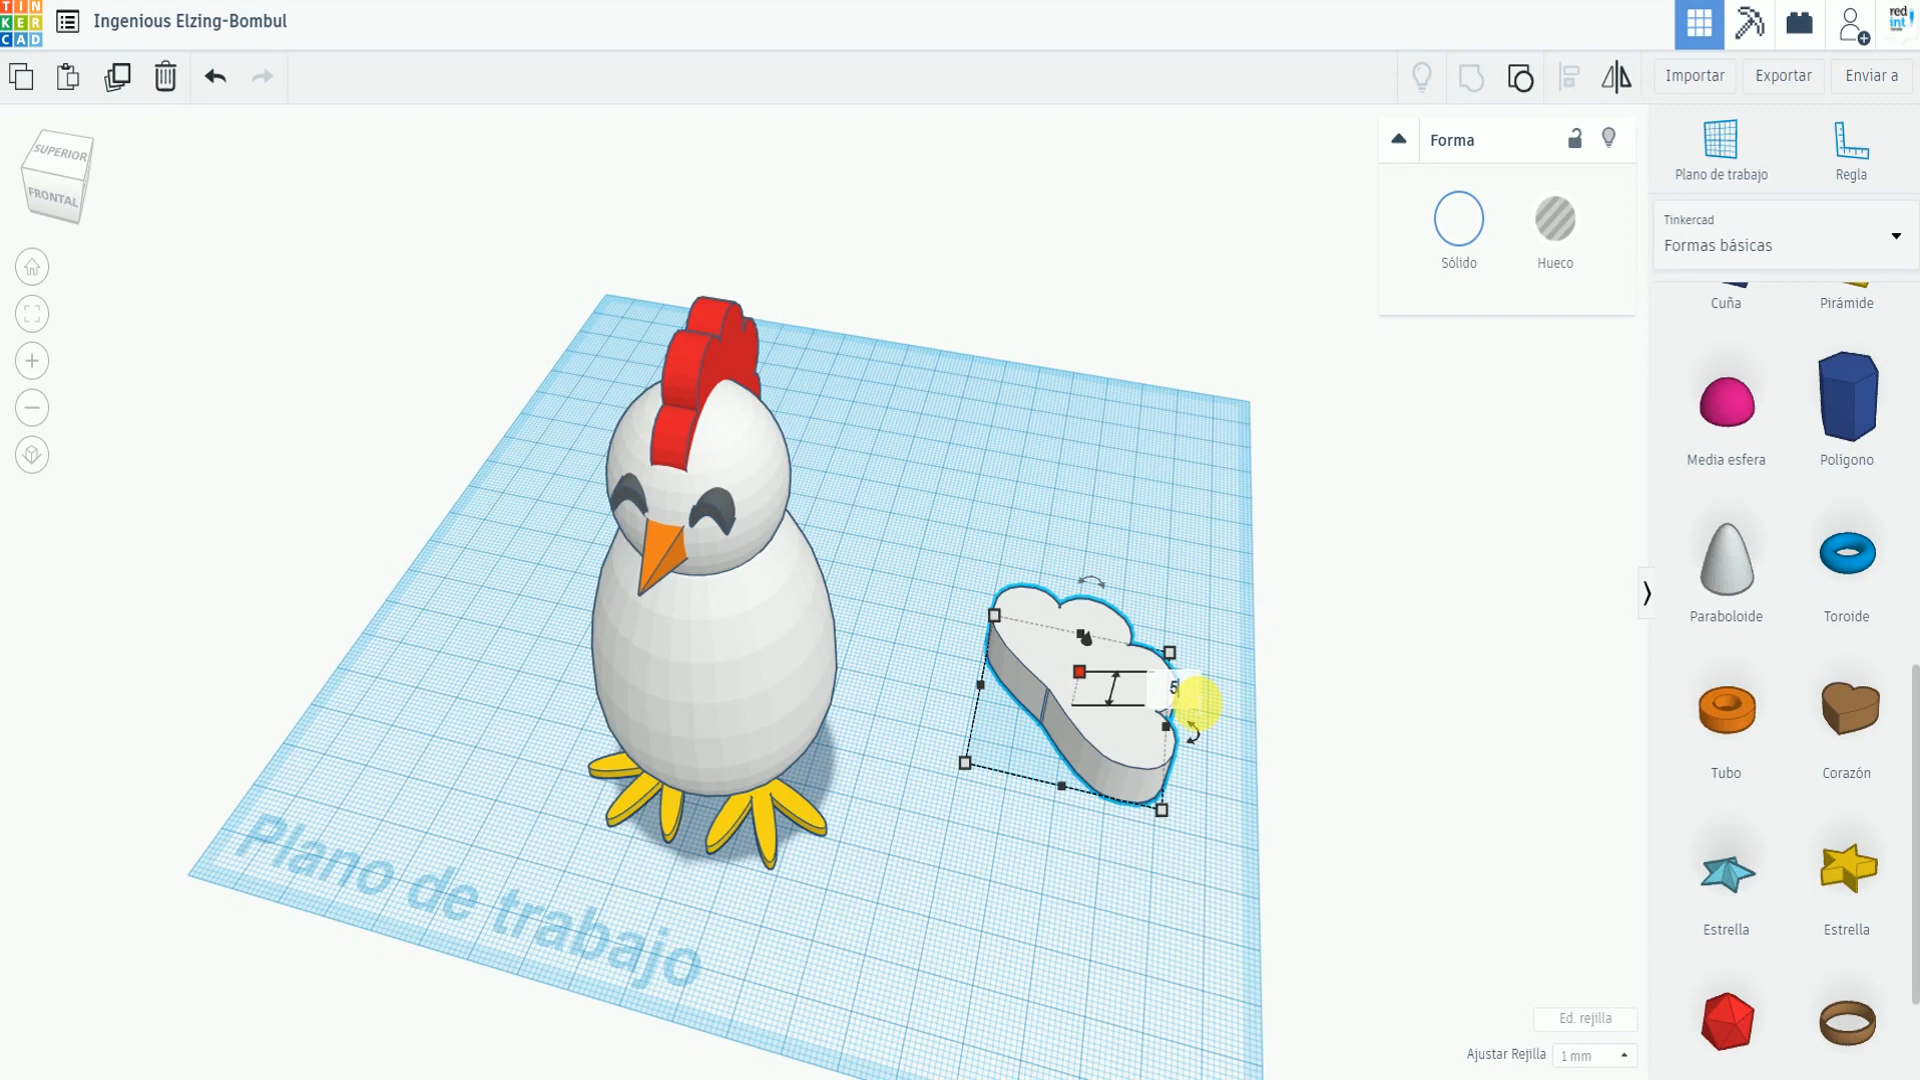 TIN
KER
CAD
Ingenious Elzing-Bombul
red
int
Importar
Exportar
Enviar a
SUPERIOR
FRONTAL
Forma
Sólido
Hueco
Plano de trabajo
Regla
Tinkercad
Formas básicas
Cuña
Pirámide
Media esfera
Polígono
Paraboloide
Toroide
Tubo
Corazón
Estrella
Estrella
5
Plano de trabajo
Ed. rejilla
Ajustar Rejilla
1 mm